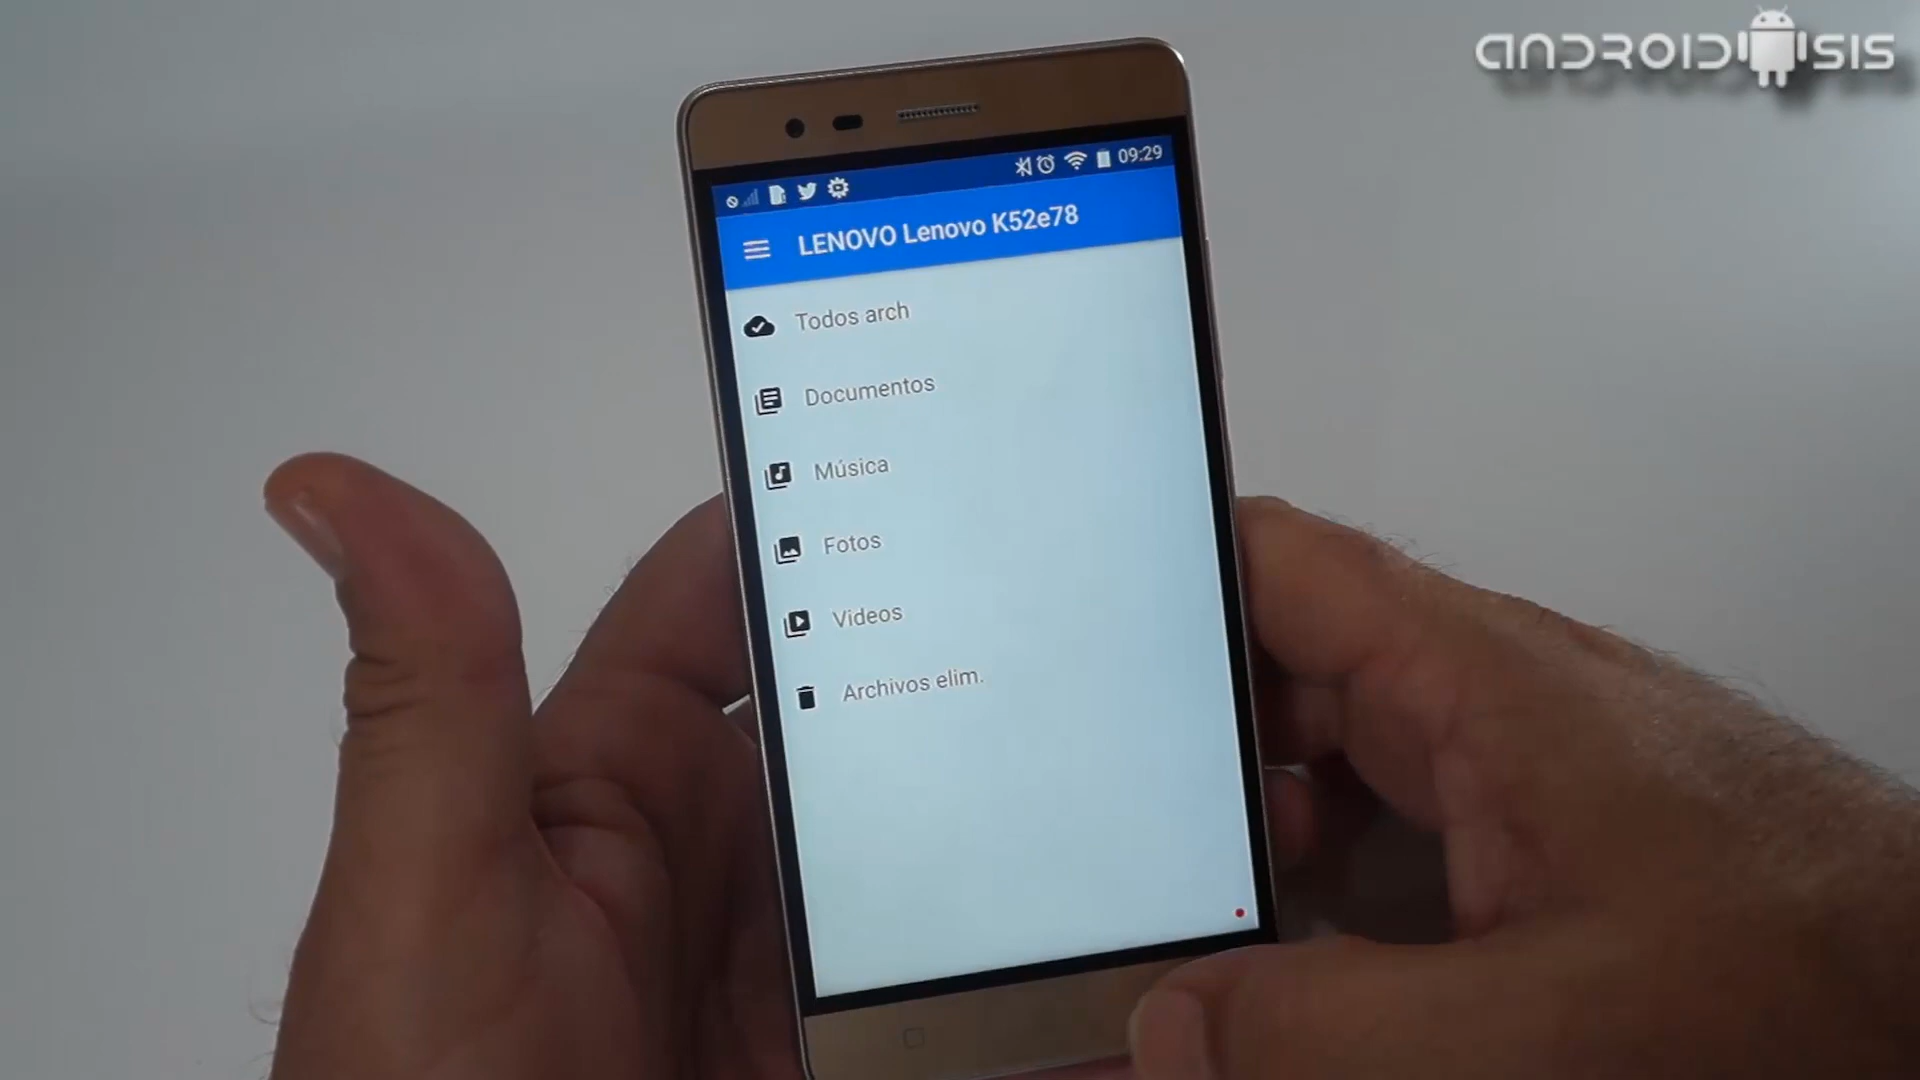 ANDROIDSIS
09:29
LENOVO Lenovo K52e78
Todos arch
Documentos
Música
Fotos
Videos
Archivos elim.